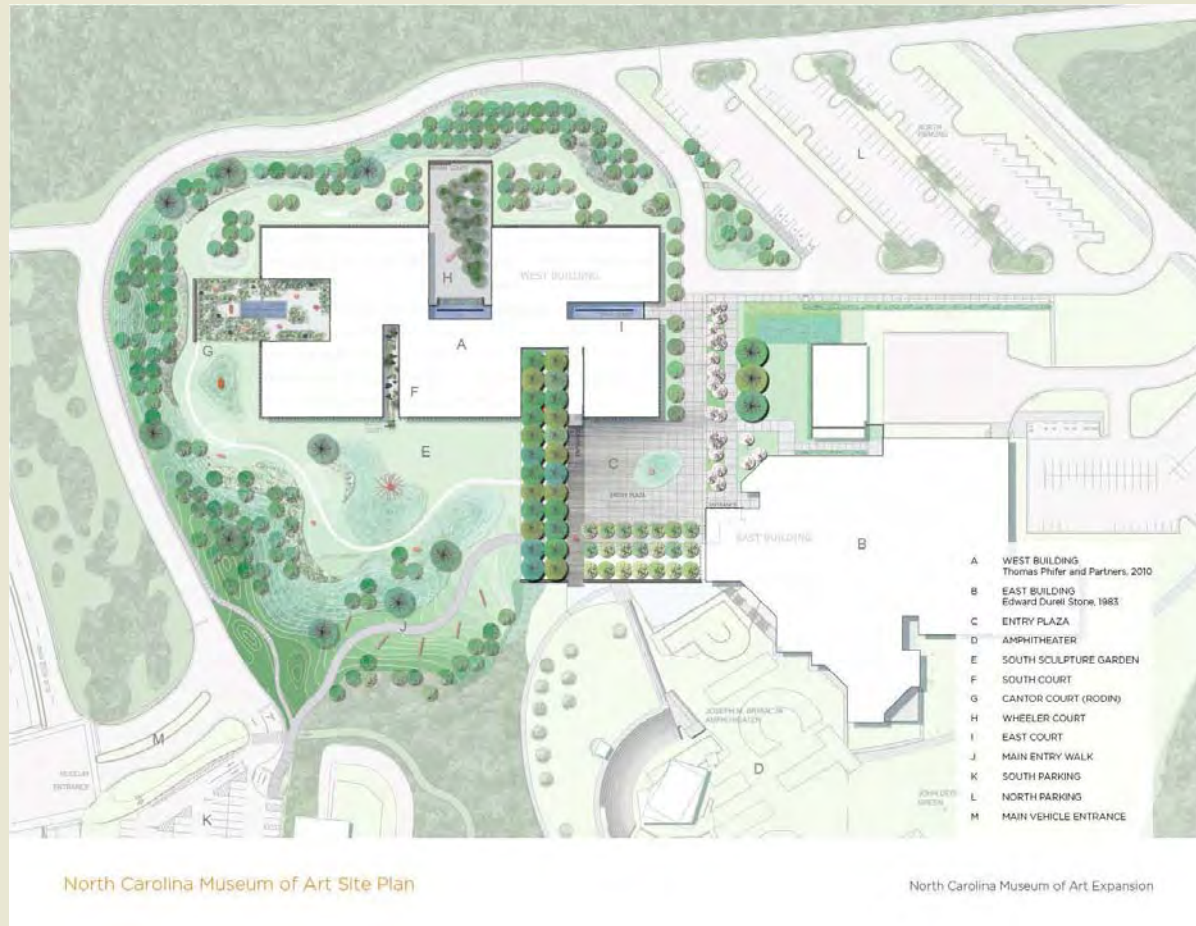 NORTH
PARKING
L
H
WEST BUILDING
I
A
G
F
E
C
ENTRY PLAZA
EAST BUILDING
B
J
JOSEPH M. BRYAN, JR.
AMPHITHEATER
M
D
MUSEUM
ENTRANCE
K
GREEN
A WEST BUILDING
Thomas Phifer and Partners, 2010
B EAST BUILDING
Edward Durell Stone, 1983
C ENTRY PLAZA
D AMPHITHEATER
E SOUTH SCULPTURE GARDEN
F SOUTH COURT
G CANTOR COURT (RODIN)
H WHEELER COURT
I EAST COURT
J MAIN ENTRY WALK
K SOUTH PARKING
L NORTH PARKING
M MAIN VEHICLE ENTRANCE
North Carolina Museum of Art Site Plan
North Carolina Museum of Art Expansion